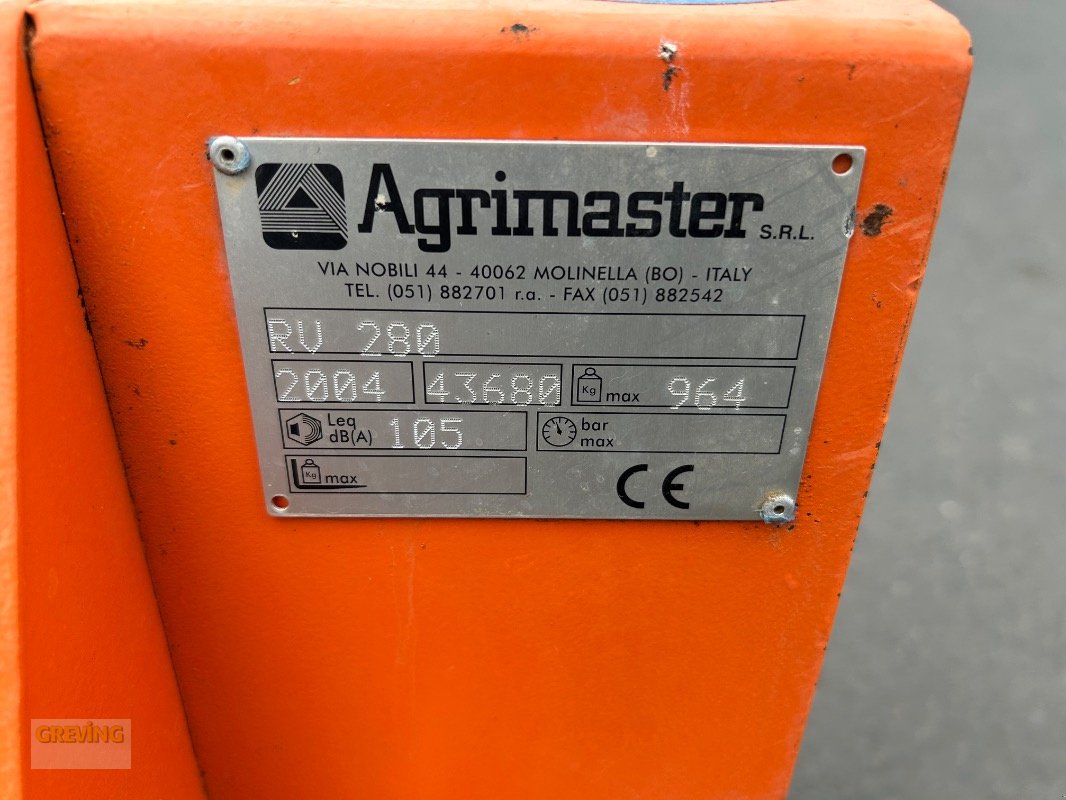 Agrimaster S.R.L.
VIA NOBILI 44 - 40062 MOLINELLA (BO) - ITALY
TEL. (051) 882701 r.a. - FAX (051) 882542
RV 280
2004 43680 Kg max 964
Leq dB(A) 105 bar max
Kg max CE
GREVING